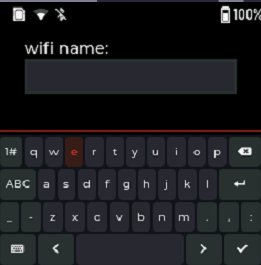 100%
wifi name:
1# q w e r t y u i o p
ABC a s d f g h j k l
_ - z x c v b n m . , :